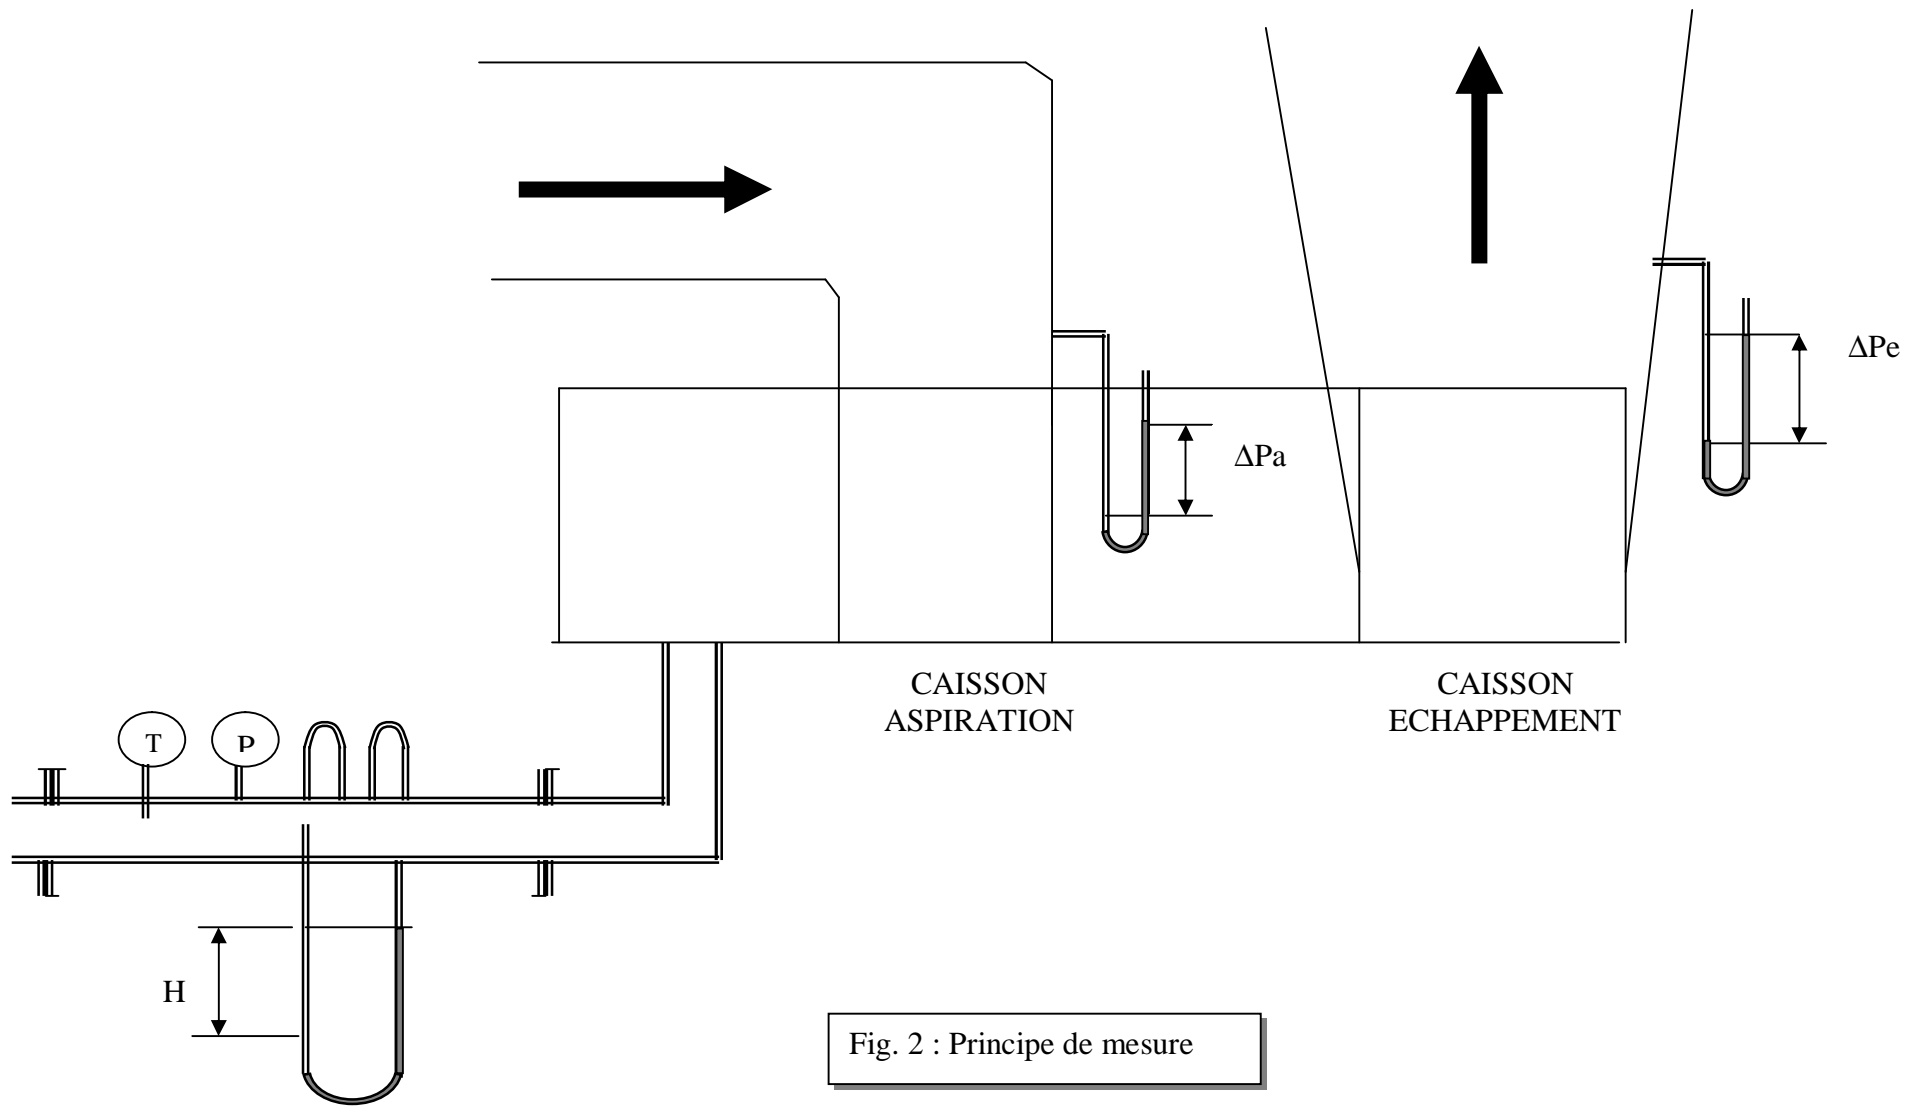 ΔPe
ΔPa
CAISSON
ASPIRATION
CAISSON
ECHAPPEMENT
T
P
H
Fig. 2 : Principe de mesure